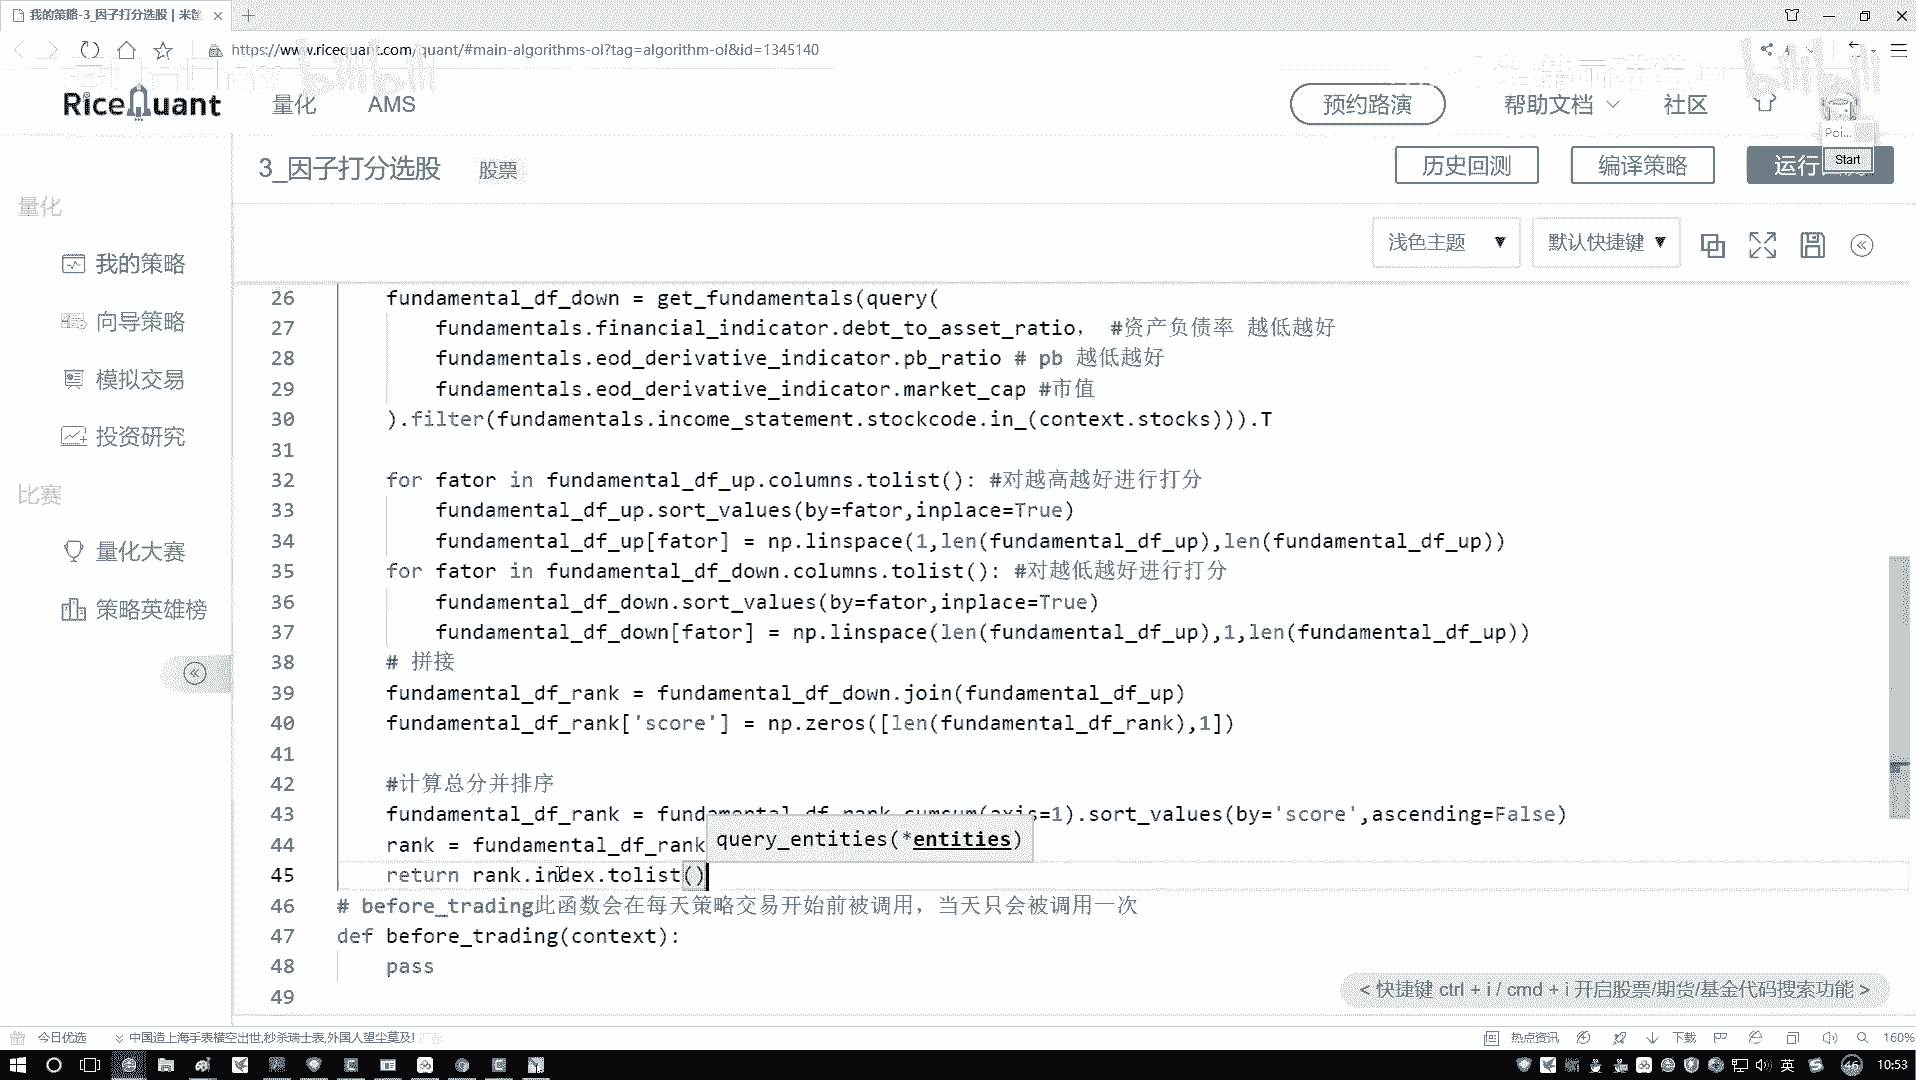 我的策略-3_因子打分选股 | 米筐
https://www.ricequant.com/quant/#main-algorithms-ol?tag=algorithm-ol&id=1345140
RiceQuant 量化 AMS 预约路演 帮助文档 社区
Poi...
Start
3_因子打分选股 股票 历史回测 编译策略 运行
量化
浅色主题 默认快捷键
我的策略
向导策略
模拟交易
投资研究
比赛
量化大赛
策略英雄榜
26 fundamental_df_down = get_fundamentals(query(
27 fundamentals.financial_indicator.debt_to_asset_ratio， #资产负债率 越低越好
28 fundamentals.eod_derivative_indicator.pb_ratio # pb 越低越好
29 fundamentals.eod_derivative_indicator.market_cap #市值
30 ).filter(fundamentals.income_statement.stockcode.in_(context.stocks))).T
31
32 for fator in fundamental_df_up.columns.tolist(): #对越高越好进行打分
33 fundamental_df_up.sort_values(by=fator,inplace=True)
34 fundamental_df_up[fator] = np.linspace(1,len(fundamental_df_up),len(fundamental_df_up))
35 for fator in fundamental_df_down.columns.tolist(): #对越低越好进行打分
36 fundamental_df_down.sort_values(by=fator,inplace=True)
37 fundamental_df_down[fator] = np.linspace(len(fundamental_df_up),1,len(fundamental_df_up))
38 # 拼接
39 fundamental_df_rank = fundamental_df_down.join(fundamental_df_up)
40 fundamental_df_rank['score'] = np.zeros([len(fundamental_df_rank),1])
41
42 #计算总分并排序
43 fundamental_df_rank = fundamental_df_rank.cumsum(axis=1).sort_values(by='score',ascending=False)
query_entities(*entities)
44 rank = fundamental_df_rank
45 return rank.index.tolist()
46 # before_trading此函数会在每天策略交易开始前被调用，当天只会被调用一次
47 def before_trading(context):
48 pass
49
< 快捷键 ctrl + i / cmd + i 开启股票/期货/基金代码搜索功能 >
今日优选 中国造上海手表横空出世,秒杀瑞士表,外国人望尘莫及! 热点资讯 下载 160%
英 46 10:53